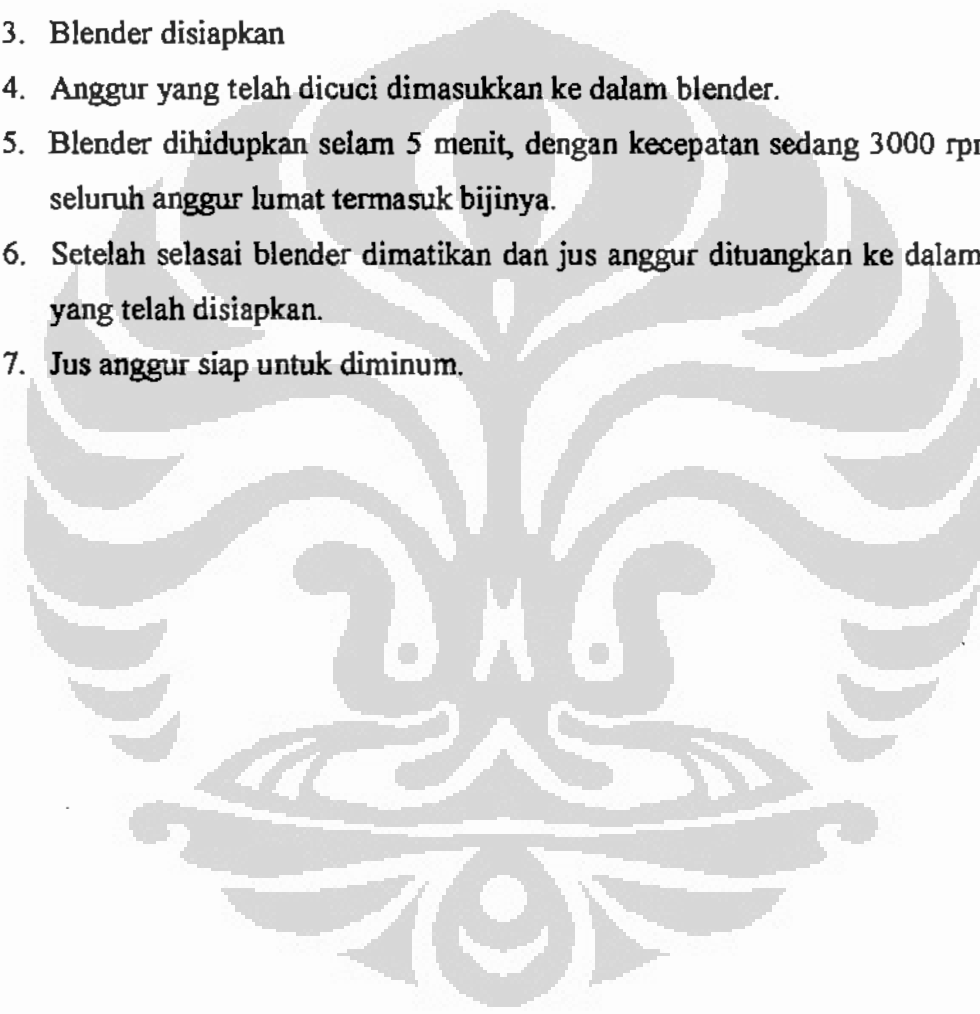 3. Blender disiapkan
4. Anggur yang telah dicuci dimasukkan ke dalam blender.
5. Blender dihidupkan selam 5 menit, dengan kecepatan sedang 3000
seluruh anggur lumat termasuk bijinya.
6. Setelah selasai blender dimatikan dan jus anggur dituangkan ke dalam
yang telah disiapkan.
7. Jus anggur siap untuk diminum.